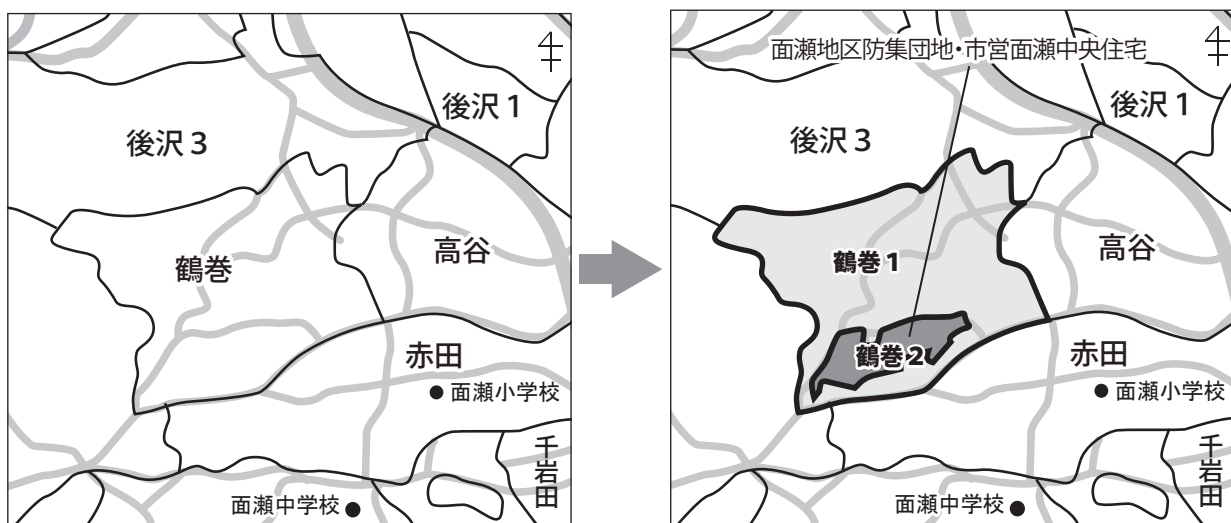 後沢1
後沢3
高谷
鶴巻
赤田
面瀬小学校
千岩田
面瀬中学校
面瀬地区防集団地・市営面瀬中央住宅
後沢1
後沢3
高谷
鶴巻1
鶴巻2
赤田
面瀬小学校
千岩田
面瀬中学校